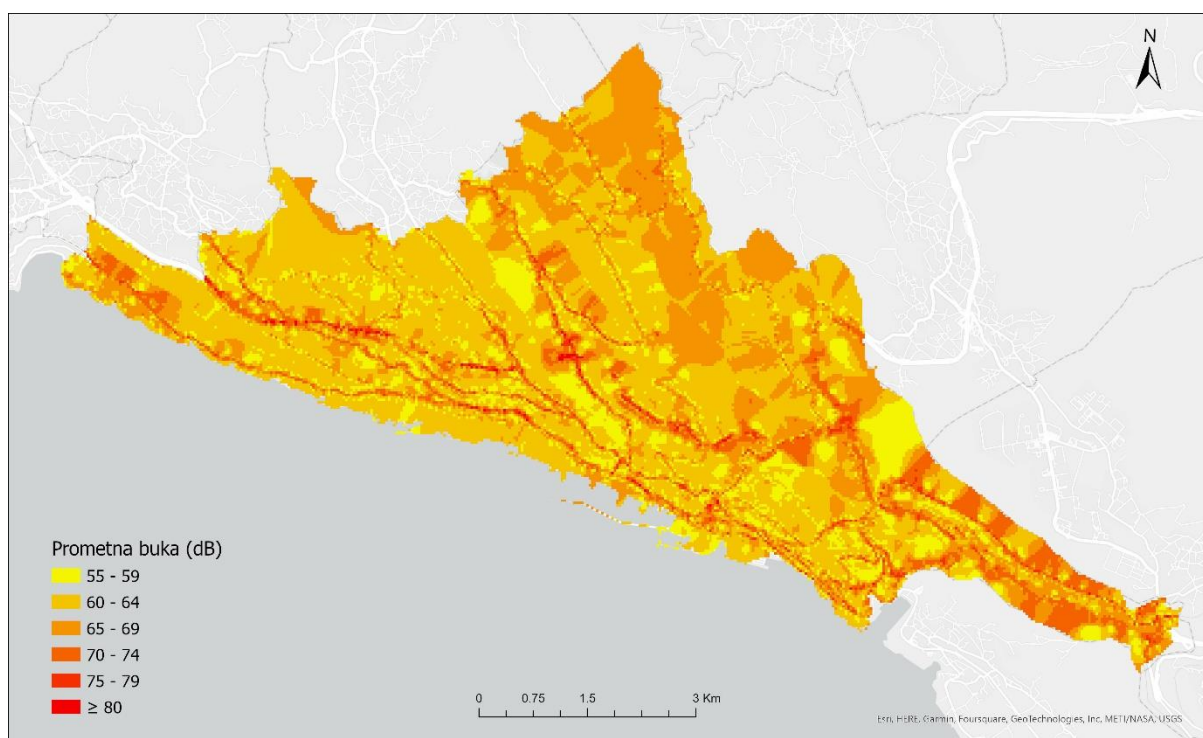 N
Prometna buka (dB)
55 - 59
60 - 64
65 - 69
70 - 74
75 - 79
≥ 80
0 0.75 1.5 3 Km
Esri, HERE, Garmin, Foursquare, GeoTechnologies, Inc, METI/NASA, USGS